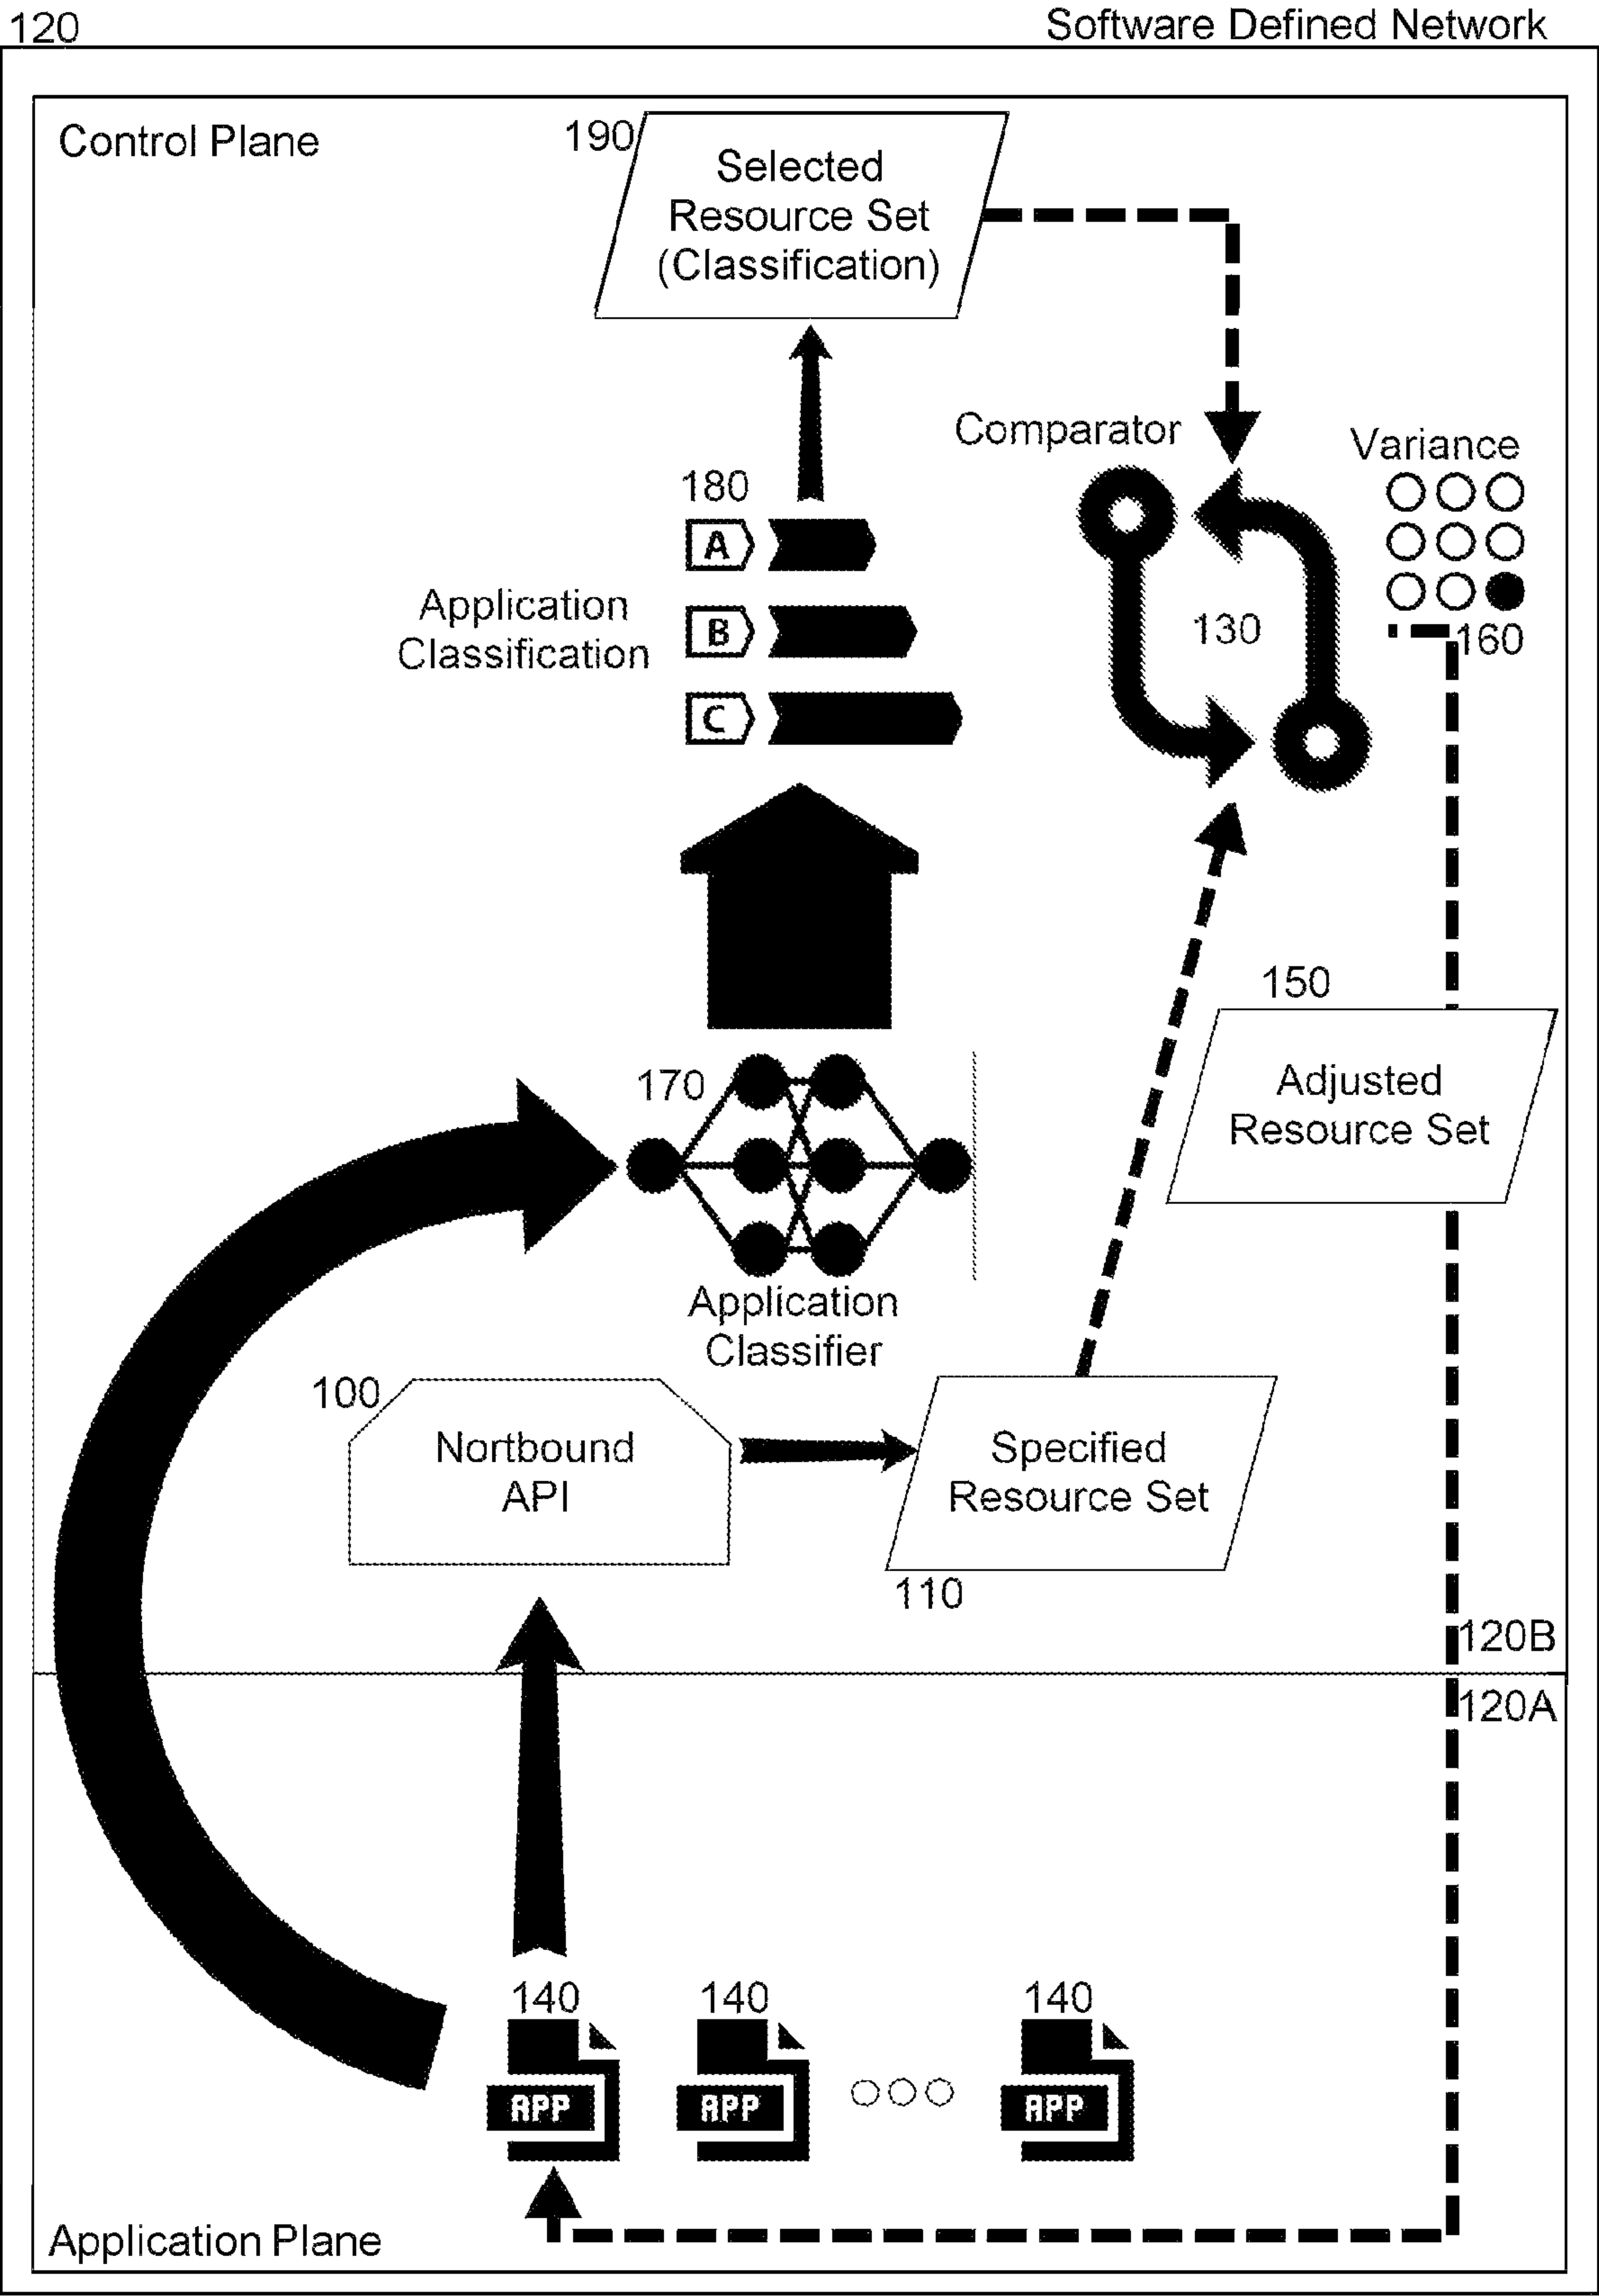 120
Software Defined Network
Control Plane
190
Selected
Resource Set
(Classification)
Comparator
Variance
180
A
B
C
Application
Classification
130
160
150
Adjusted
Resource Set
170
Application
Classifier
100
Nortbound
API
Specified
Resource Set
110
120B
120A
140
140
140
APP
APP
APP
Application Plane